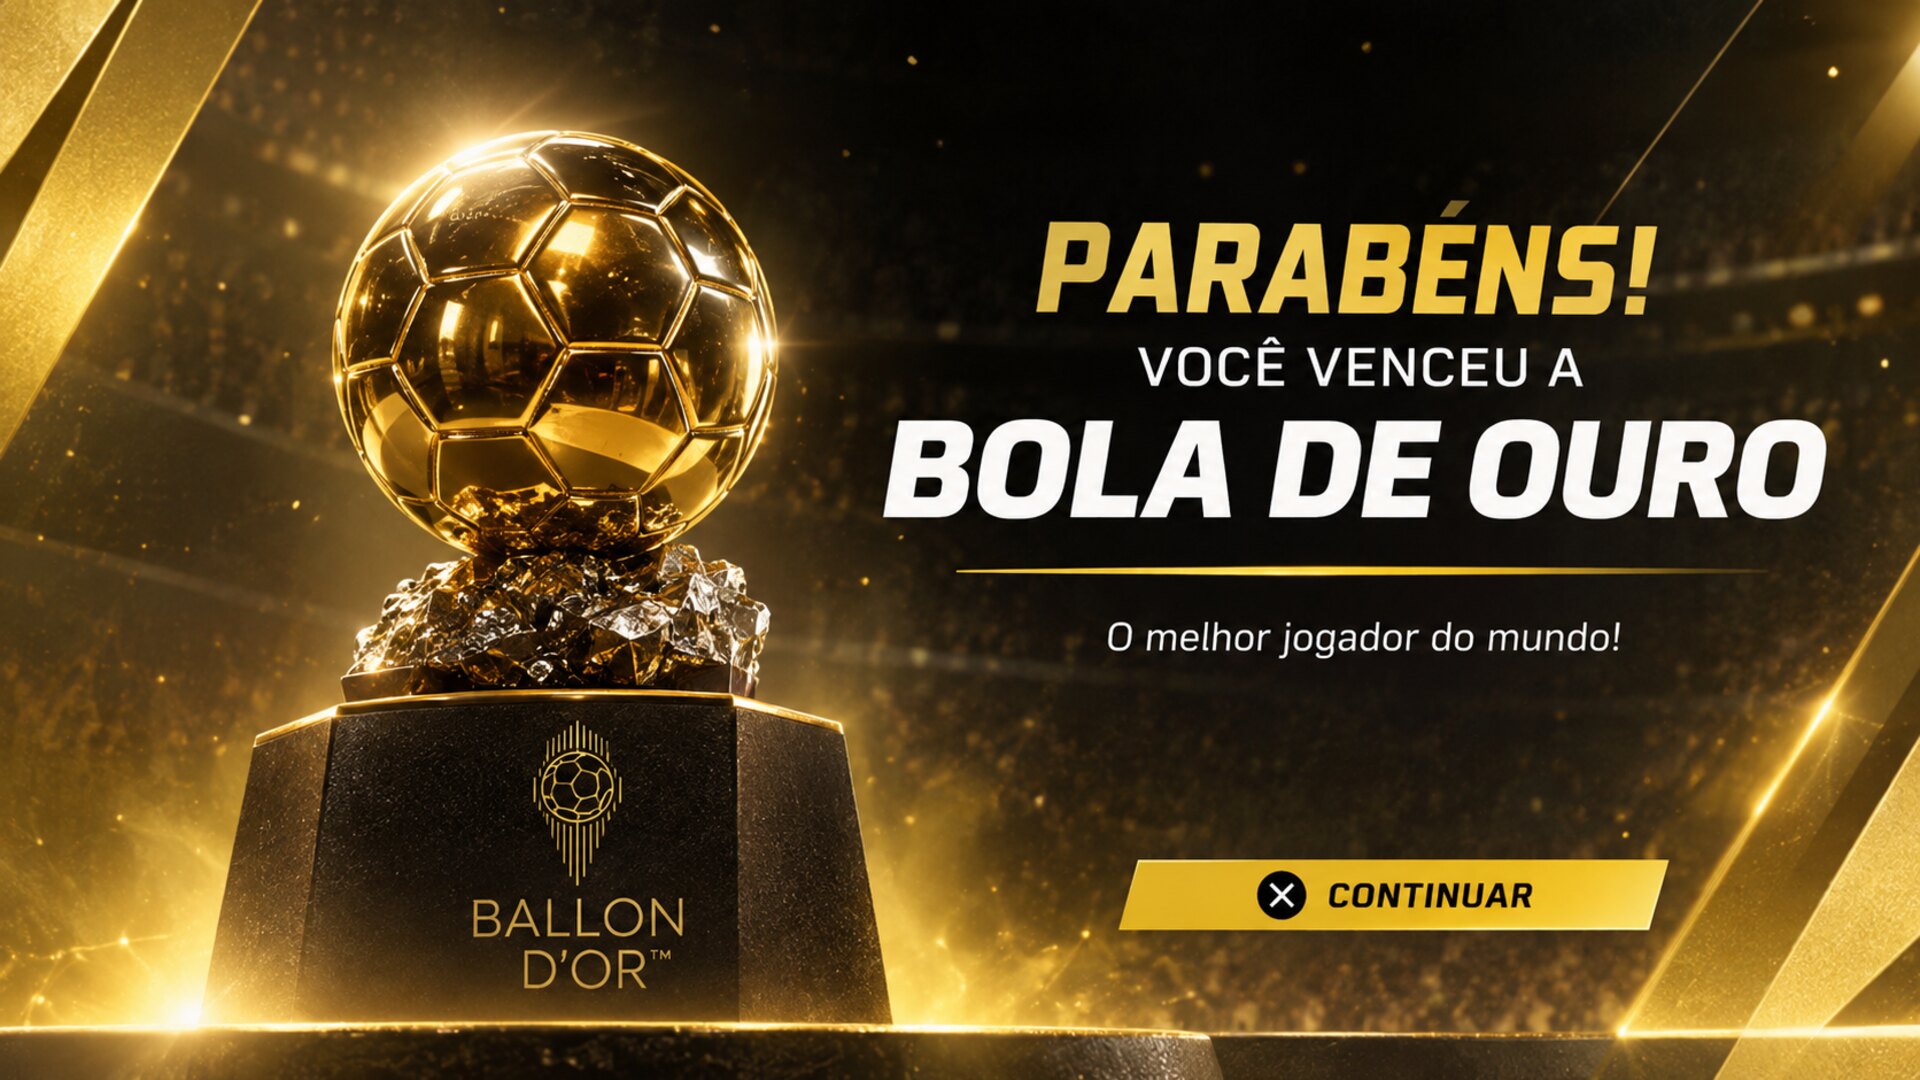 PARABÉNS!
VOCÊ VENCEU A
BOLA DE OURO
O melhor jogador do mundo!
CONTINUAR
BALLON
D'OR™